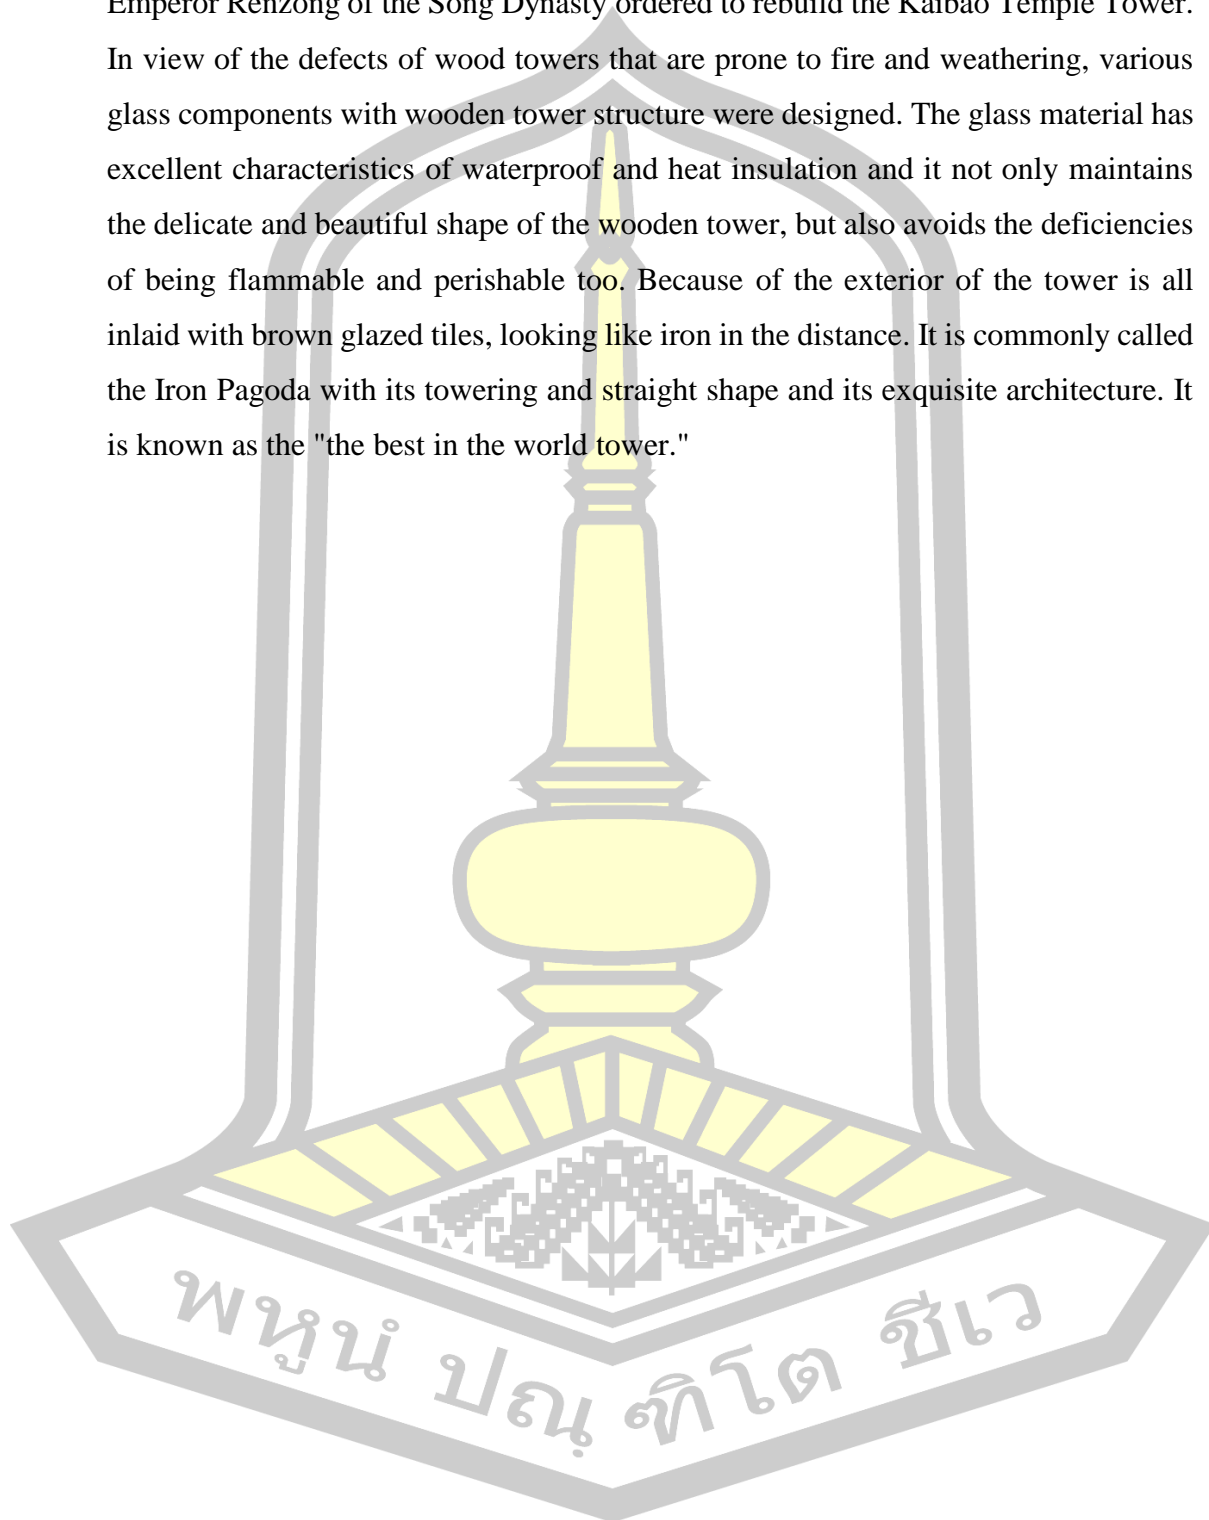 Emperor Renzong of the Song Dynasty ordered to rebuild the Kaibao Temple Tower.
In view of the defects of wood towers that are prone to fire and weathering, various
glass components with wooden tower structure were designed. The glass material has
excellent characteristics of waterproof and heat insulation and it not only maintains
the delicate and beautiful shape of the wooden tower, but also avoids the deficiencies
of being flammable and perishable too. Because of the exterior of the tower is all
inlaid with brown glazed tiles, looking like iron in the distance. It is commonly called
the Iron Pagoda with its towering and straight shape and its exquisite architecture. It
is known as the "the best in the world tower."
พหูนํ ปณฺฑิโต ชีเว